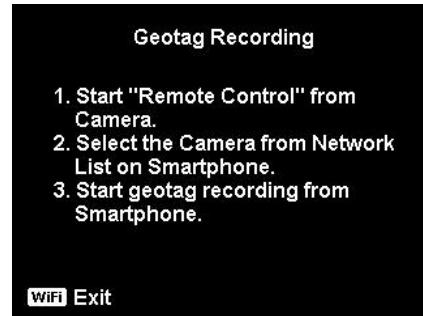 Geotag Recording
1. Start "Remote Control" from
Camera.
2. Select the Camera from Network
List on Smartphone.
3. Start geotag recording from
Smartphone.
WiFi Exit